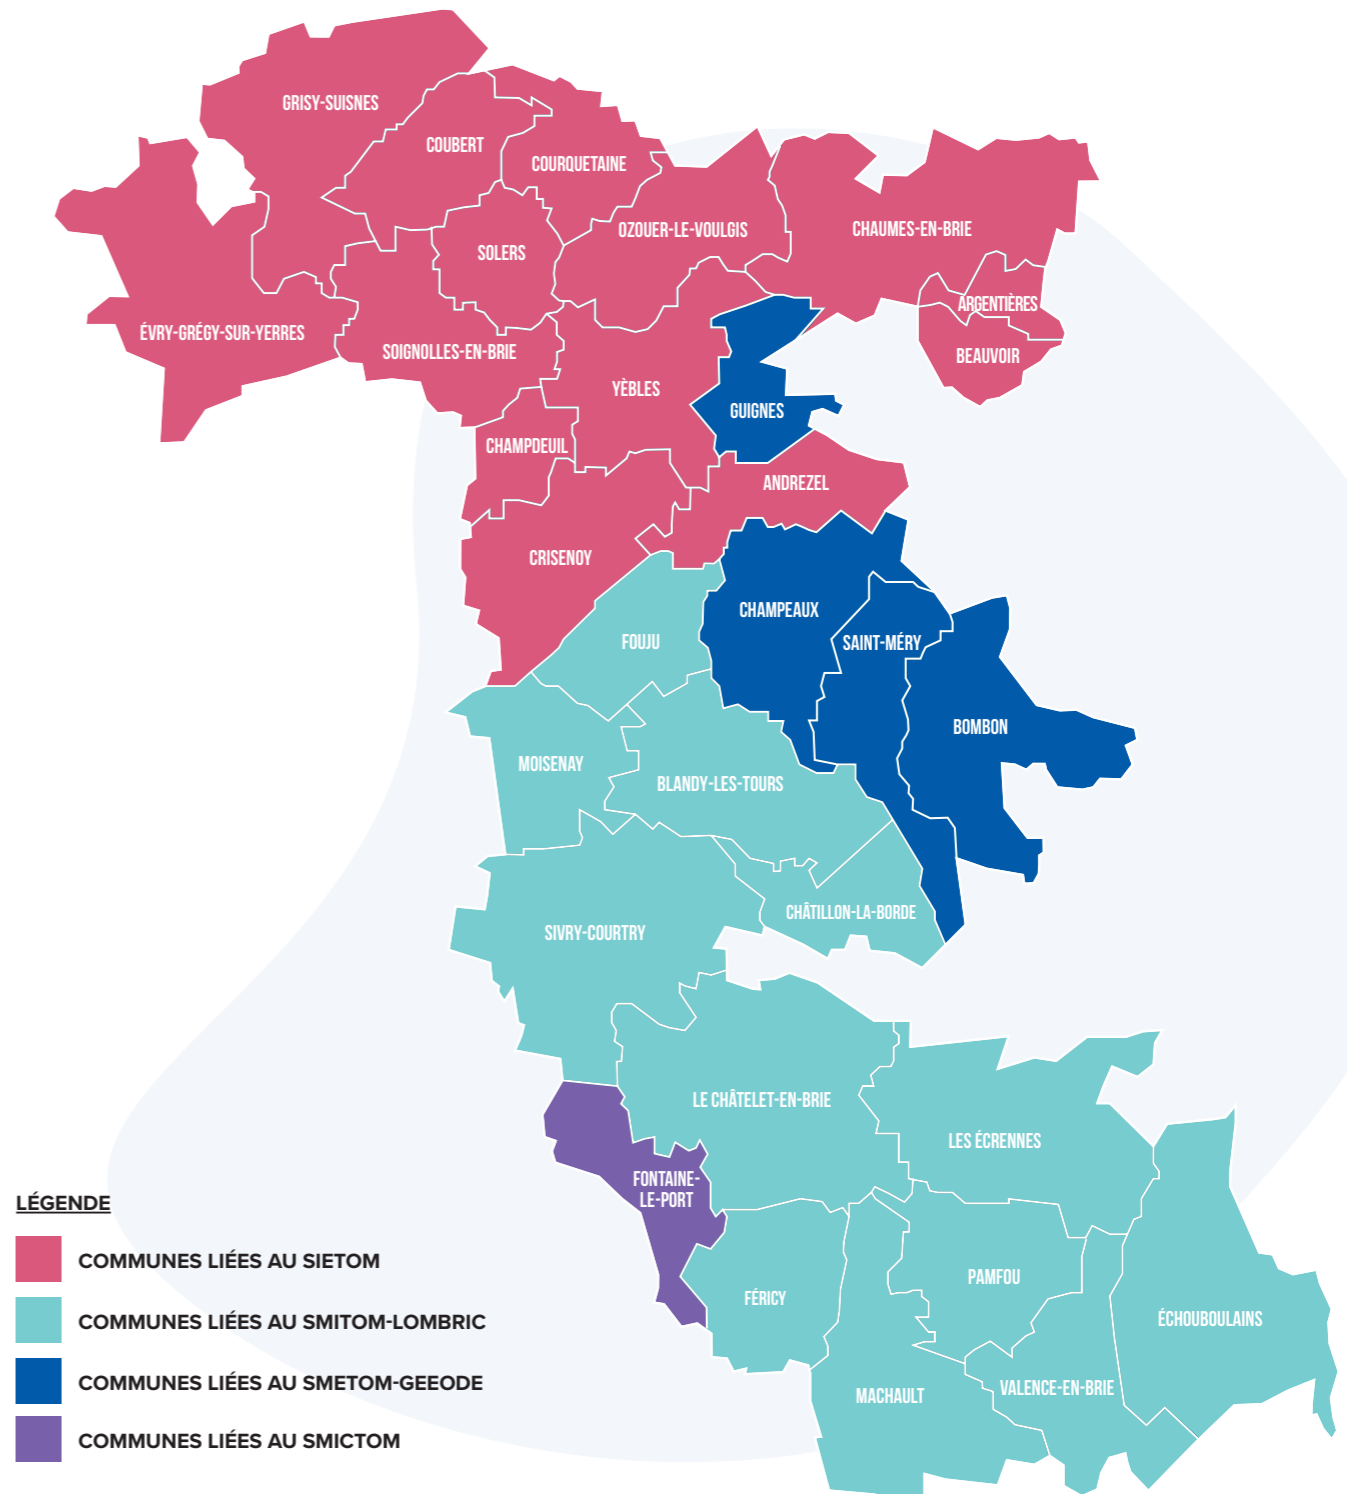 GRISY-SUISNES
COUBERT
COURQUETAINE
SOLERS
OZOUER-LE-VOULGIS
CHAUMES-EN-BRIE
ARGENTIÈRES
BEAUVOIR
ÉVRY-GRÉGY-SUR-YERRES
SOIGNOLLES-EN-BRIE
YÈBLES
GUIGNES
CHAMPDEUIL
ANDREZEL
CRISENOY
CHAMPEAUX
FOUJU
SAINT-MÉRY
BOMBON
MOISENAY
BLANDY-LES-TOURS
CHÂTILLON-LA-BORDE
SIVRY-COURTRY
LE CHÂTELET-EN-BRIE
LES ÉCRENNES
FONTAINE-
LE-PORT
PAMFOU
FÉRICY
ÉCHOUBOULAINS
VALENCE-EN-BRIE
MACHAULT
LÉGENDE
COMMUNES LIÉES AU SIETOM
COMMUNES LIÉES AU SMITOM-LOMBRIC
COMMUNES LIÉES AU SMETOM-GEEODE
COMMUNES LIÉES AU SMICTOM